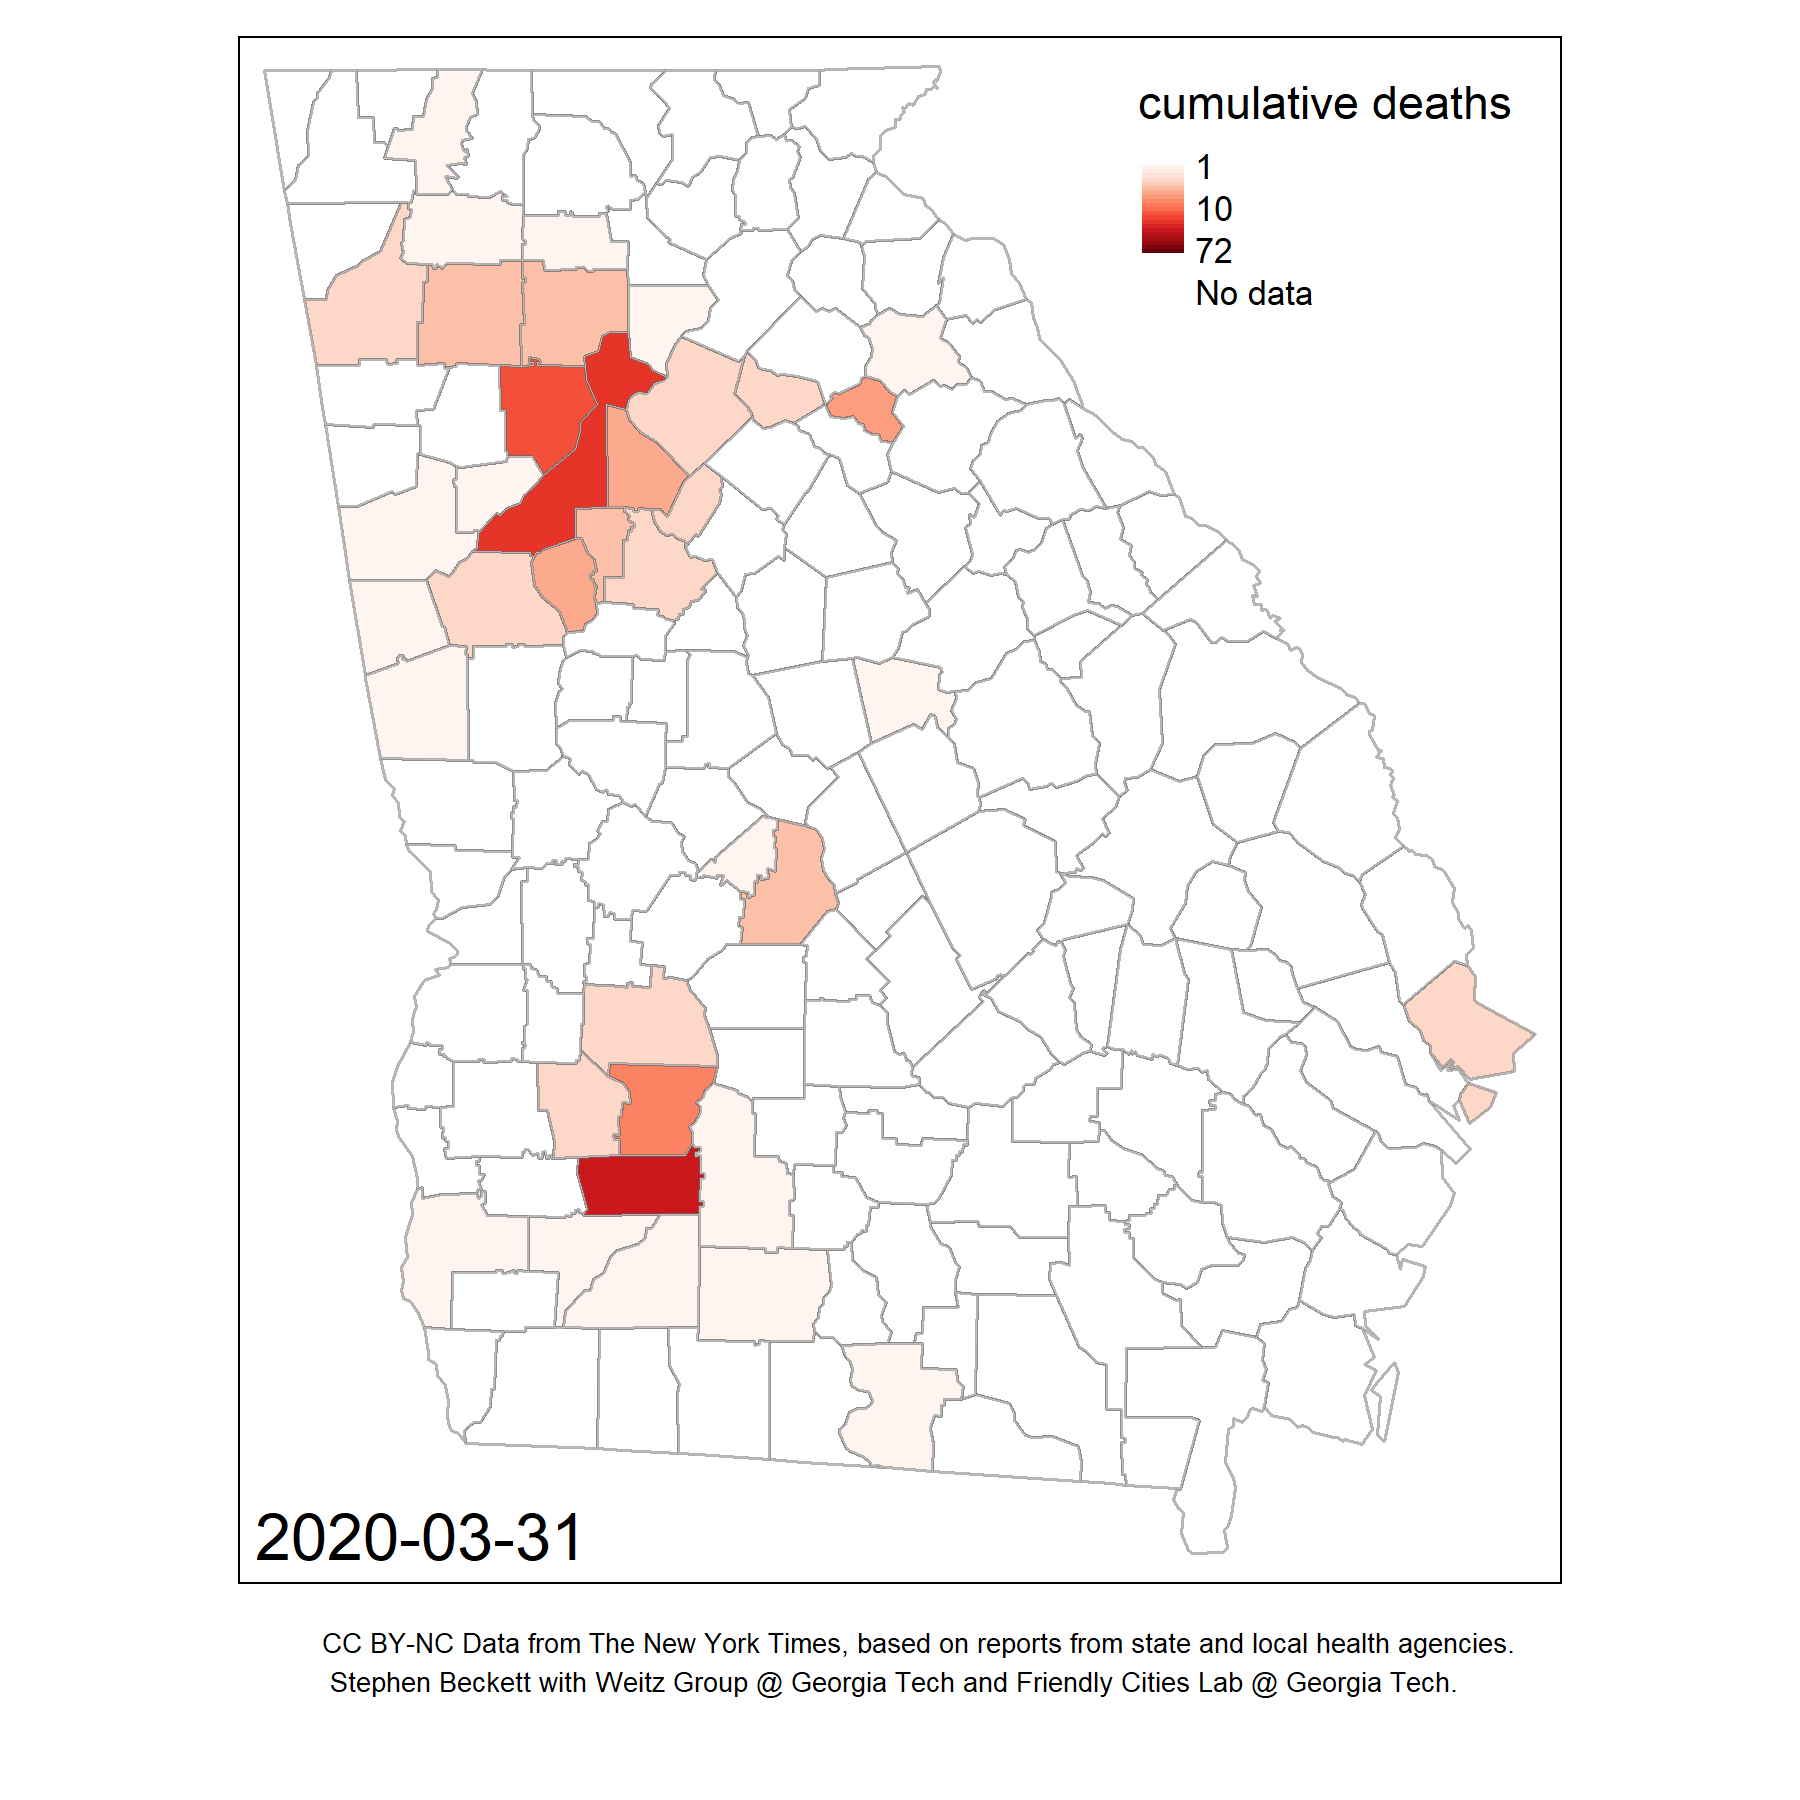 cumulative deaths
1
10
72
No data
2020-03-31
CC BY-NC Data from The New York Times, based on reports from state and local health agencies.
Stephen Beckett with Weitz Group @ Georgia Tech and Friendly Cities Lab @ Georgia Tech.